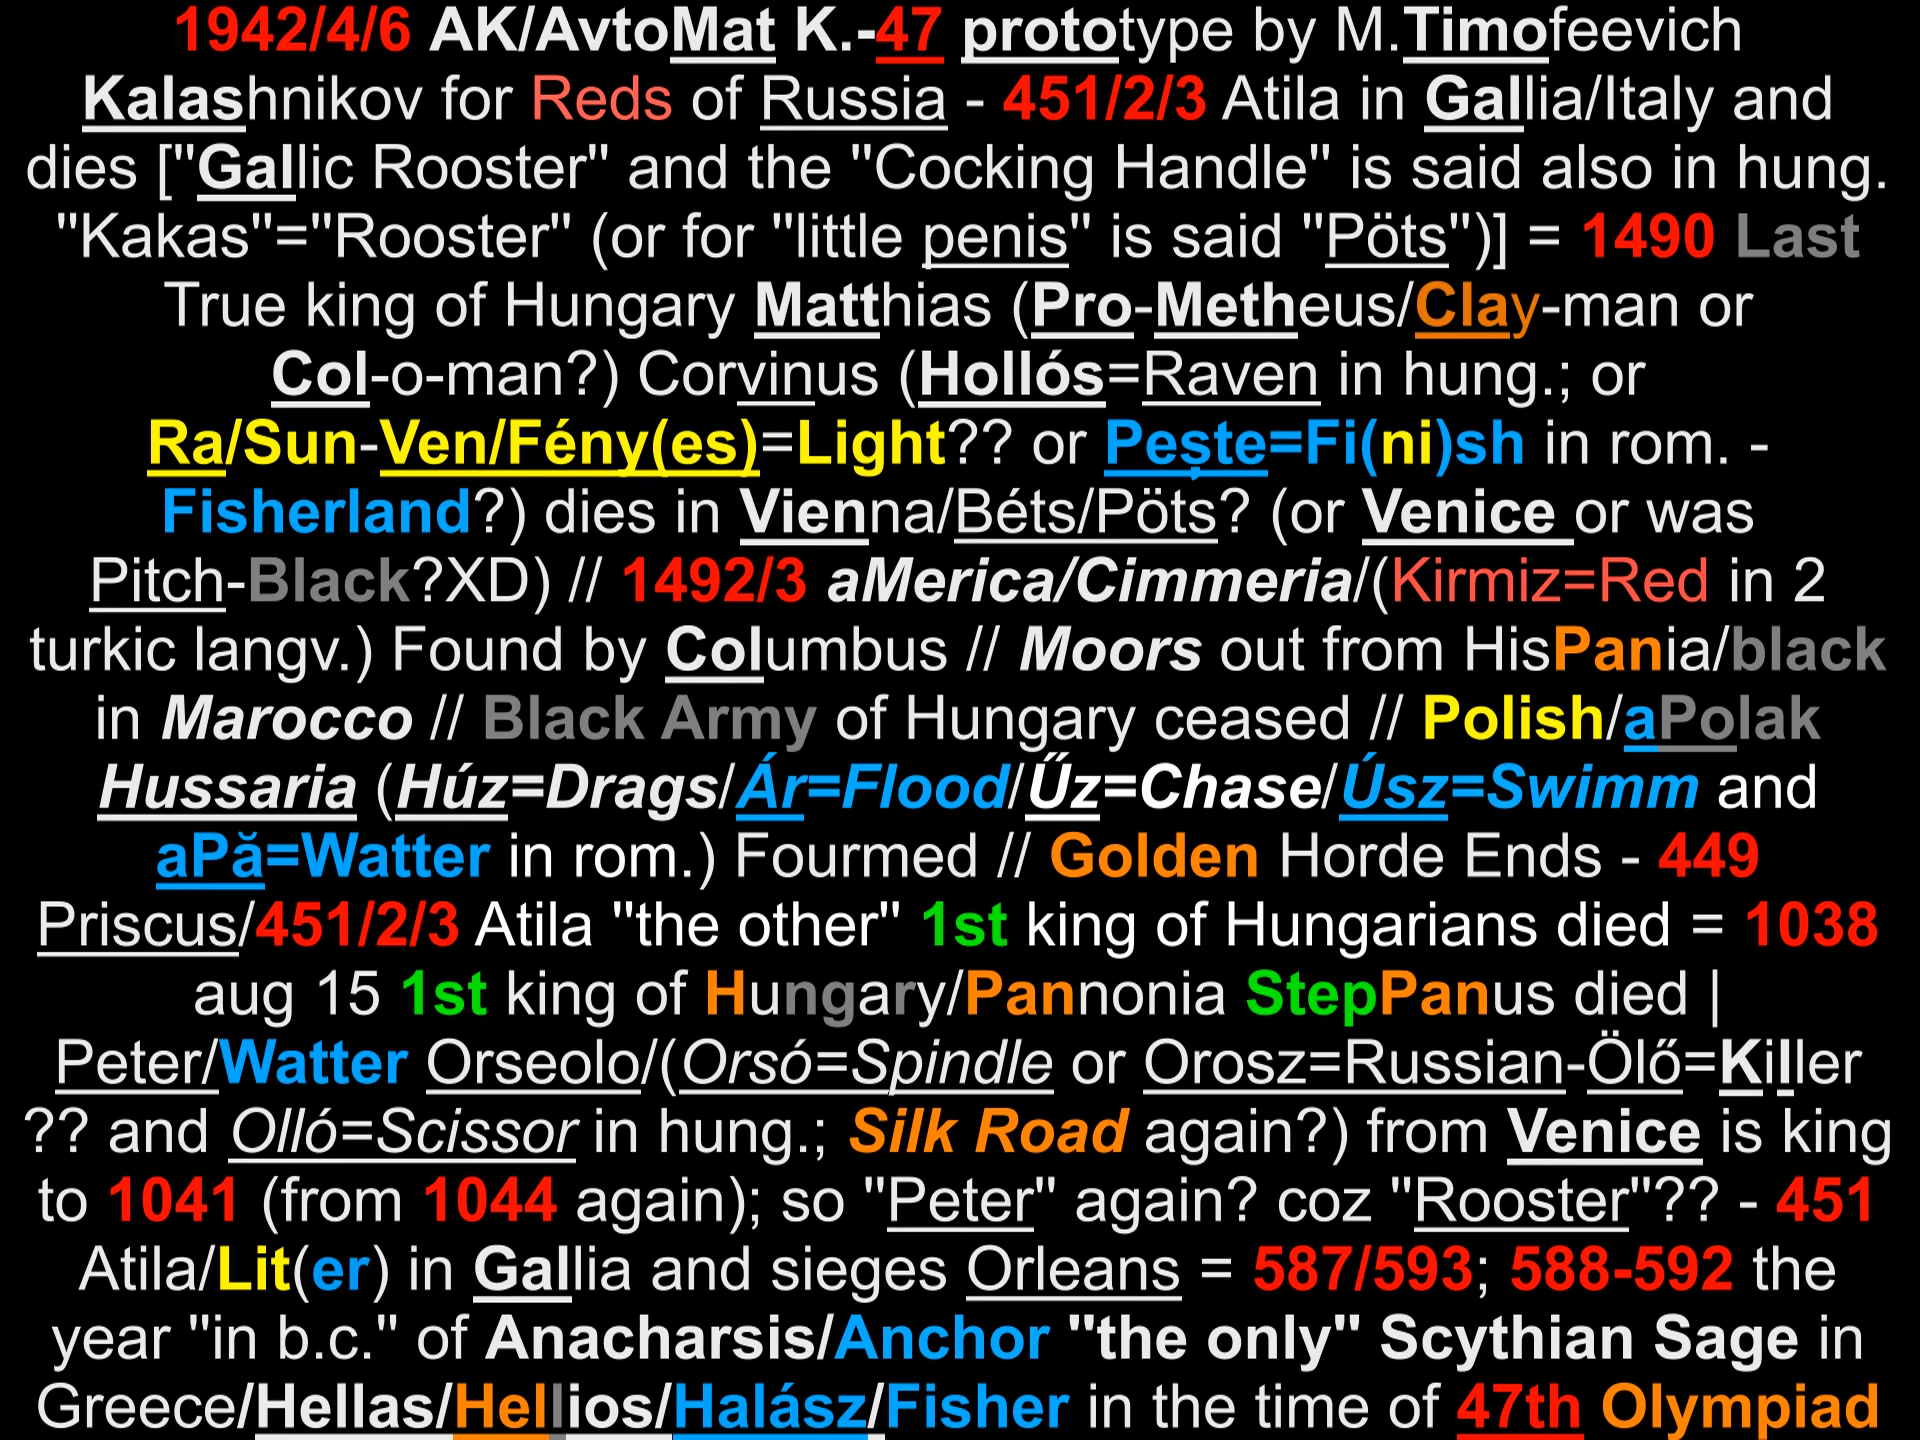 1942/4/6 AK/AvtoMat K.-47 prototype by M.Timofeevich
Kalashnikov for Reds of Russia - 451/2/3 Atila in Gallia/Italy and
dies ["Gallic Rooster" and the "Cocking Handle" is said also in hung.
"Kakas"="Rooster" (or for "little penis" is said "Pöts")] = 1490 Last
True king of Hungary Matthias (Pro-Metheus/Clay-man or
Col-o-man?) Corvinus (Hollós=Raven in hung.; or
Ra/Sun-Ven/Fény(es)=Light?? or Pește=Fi(ni)sh in rom. -
Fisherland?) dies in Vienna/Béts/Pöts? (or Venice or was
Pitch-Black?XD) // 1492/3 aMerica/Cimmeria/(Kirmiz=Red in 2
turkic langv.) Found by Columbus // Moors out from HisPania/black
in Marocco // Black Army of Hungary ceased // Polish/aPolak
Hussaria (Húz=Drags/Ár=Flood/Űz=Chase/Úsz=Swimm and
aPă=Watter in rom.) Fourmed // Golden Horde Ends - 449
Priscus/451/2/3 Atila "the other" 1st king of Hungarians died = 1038
aug 15 1st king of Hungary/Pannonia StepPanus died |
Peter/Watter Orseolo/(Orsó=Spindle or Orosz=Russian-Ölő=Killer
?? and Olló=Scissor in hung.; Silk Road again?) from Venice is king
to 1041 (from 1044 again); so "Peter" again? coz "Rooster"?? - 451
Atila/Lit(er) in Gallia and sieges Orleans = 587/593; 588-592 the
year "in b.c." of Anacharsis/Anchor "the only" Scythian Sage in
Greece/Hellas/Hellios/Halász/Fisher in the time of 47th Olympiad